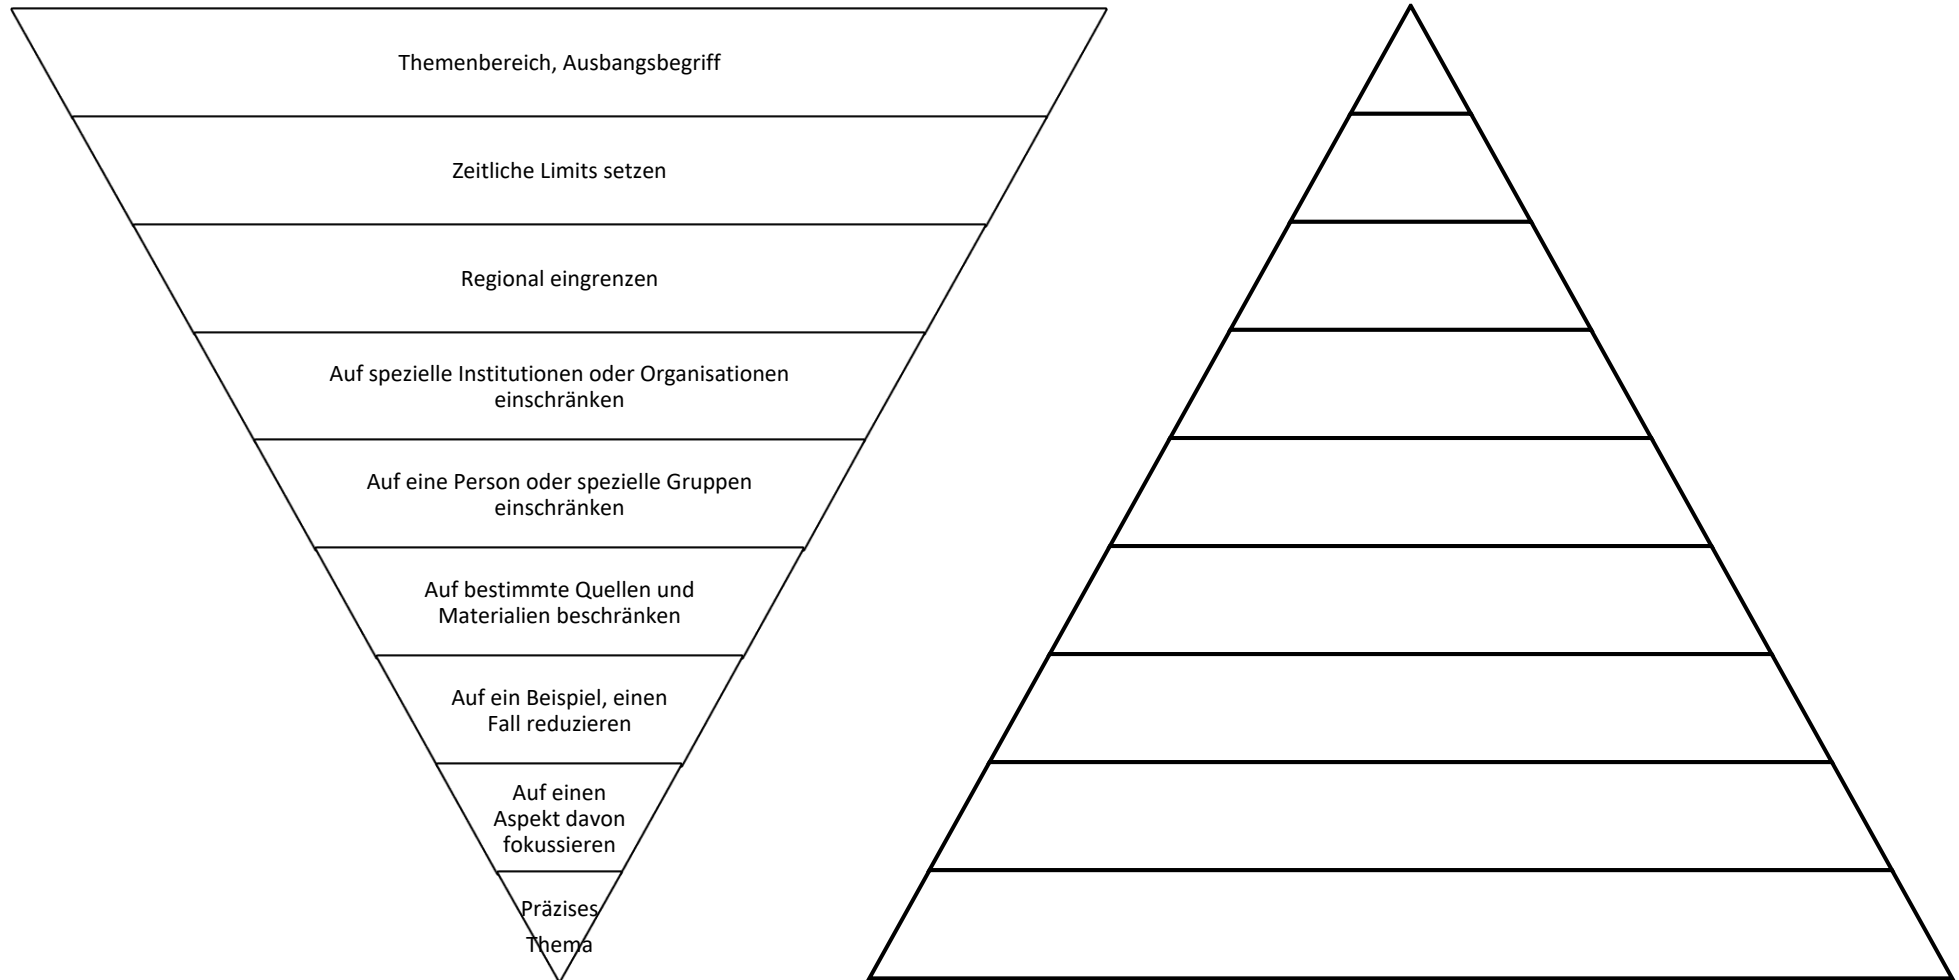 Themenbereich, Ausbangsbegriff
Zeitliche Limits setzen
Regional eingrenzen
Auf spezielle Institutionen oder Organisationen
einschränken
Auf eine Person oder spezielle Gruppen
einschränken
Auf bestimmte Quellen und
Materialien beschränken
Auf ein Beispiel, einen
Fall reduzieren
Auf einen
Aspekt davon
fokussieren
Präzises
Thema